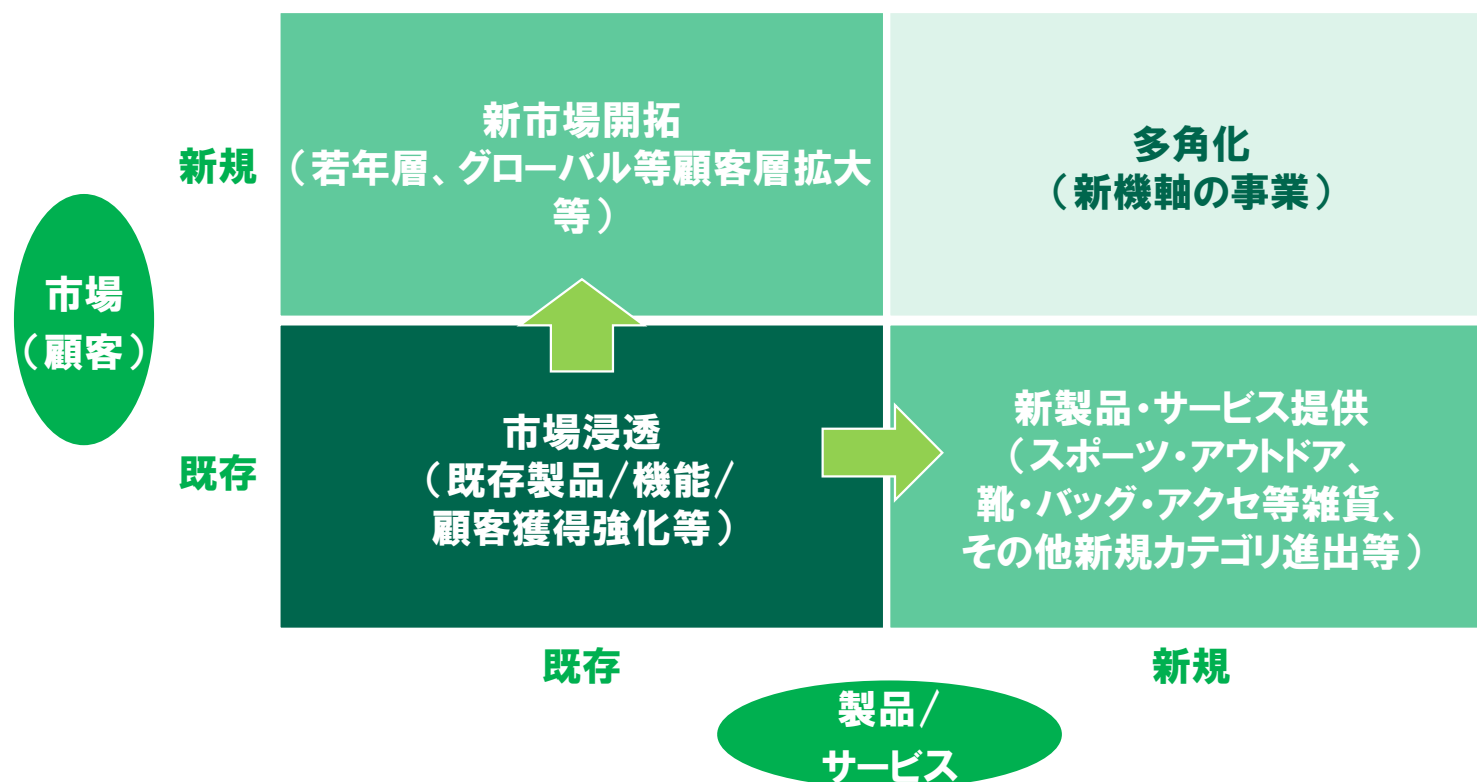 新市場開拓
（若年層、グローバル等顧客層拡大
等）
多角化
（新機軸の事業）
新規
市場
（顧客）
既存
市場浸透
（既存製品/機能/
顧客獲得強化等）
新製品・サービス提供
（スポーツ・アウトドア、
靴・バッグ・アクセ等雑貨、
その他新規カテゴリ進出等）
既存
新規
製品/
サービス